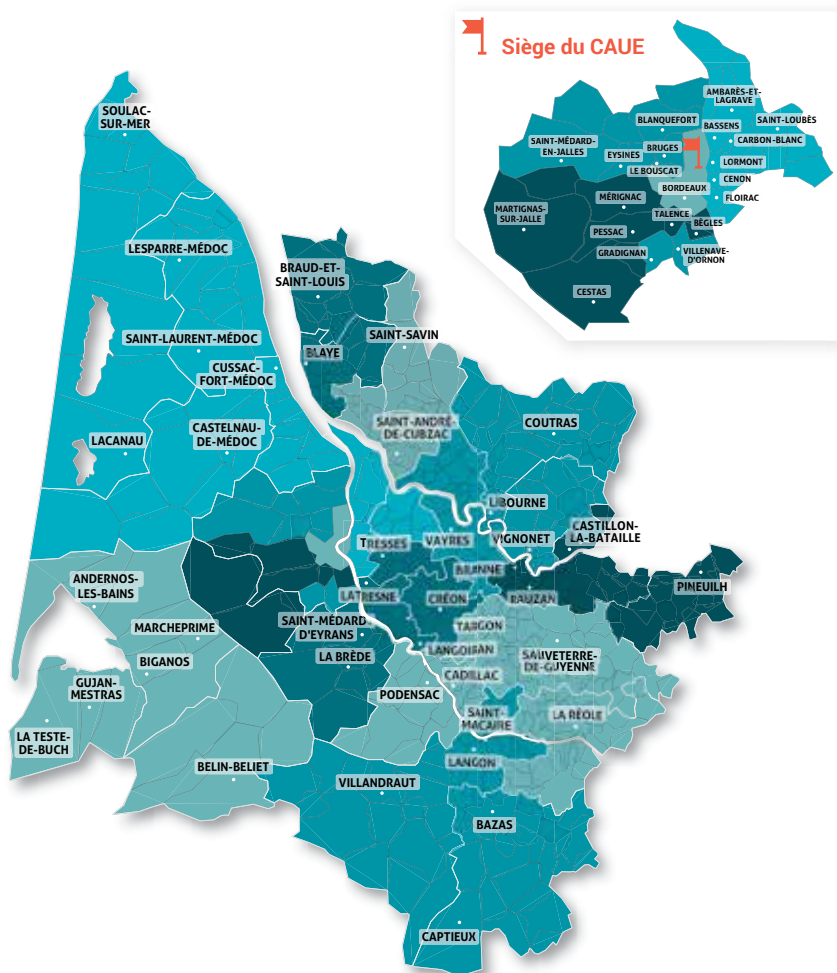 Siège du CAUE
AMBARÈS-ET-
LAGRAVE
BLANQUEFORT
BASSENS
SAINT-LOUBÈS
SAINT-MÉDARD-
EN-JALLES
BRUGES
CARBON-BLANC
EYSINES
LE BOUSCAT
LORMONT
CENON
BORDEAUX
FLOIRAC
MARTIGNAS-
SUR-JALLE
MÉRIGNAC
TALENCE
BÈGLES
PESSAC
GRADIGNAN
VILLENAVE-
D'ORNON
CESTAS
SOULAC-
SUR-MER
LESPARRE-MÉDOC
BRAUD-ET-
SAINT-LOUIS
SAINT-LAURENT-MÉDOC
SAINT-SAVIN
BLAYE
CUSSAC-
FORT-MÉDOC
LACANAU
CASTELNAU-
DE-MÉDOC
SAINT-ANDRÉ-
DE-CUBZAC
COUTRAS
LIBOURNE
TRESSES
VAYRES
VIGNONET
CASTILLON-
LA-BATAILLE
BRANNE
PINEUILH
ANDERNOS-
LES-BAINS
LATRESNE
CRÉON
RAUZAN
MARCHEPRIME
SAINT-MÉDARD
D'EYRANS
TARGON
LANGOIRAN
SAUVETERRE-
DE-GUYENNE
BIGANOS
LA BRÈDE
CADILLAC
GUJAN-
MESTRAS
PODENSAC
SAINT-
MACAIRE
LA RÉOLE
LA TESTE-
DE-BUCH
BELIN-BELIET
LANGON
VILLANDRAUT
BAZAS
CAPTIEUX